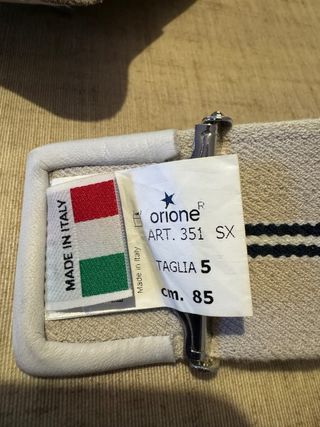 MADE IN ITALY
orione®
ART. 351 SX
TAGLIA 5
cm. 85
Made in Italy